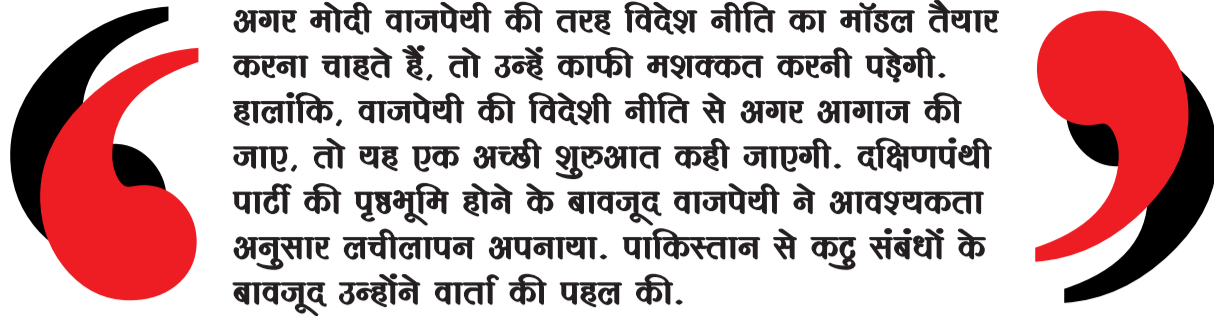 अगर मोदी वाजपेयी की तरह विदेश नीति का मॉडल तैयार
करना चाहते हैं, तो उन्हें काफी मशक्कत करनी पड़ेगी.
हालांकि, वाजपेयी की विदेशी नीति से अगर आगाज की
जाए, तो यह एक अच्छी शुरुआत कही जाएगी. दक्षिणपंथी
पार्टी की पृष्ठभूमि होने के बावजूद वाजपेयी ने आवश्यकता
अनुसार लचीलापन अपनाया. पाकिस्तान से कटु संबंधों के
बावजूद उन्होंने वार्ता की पहल की.